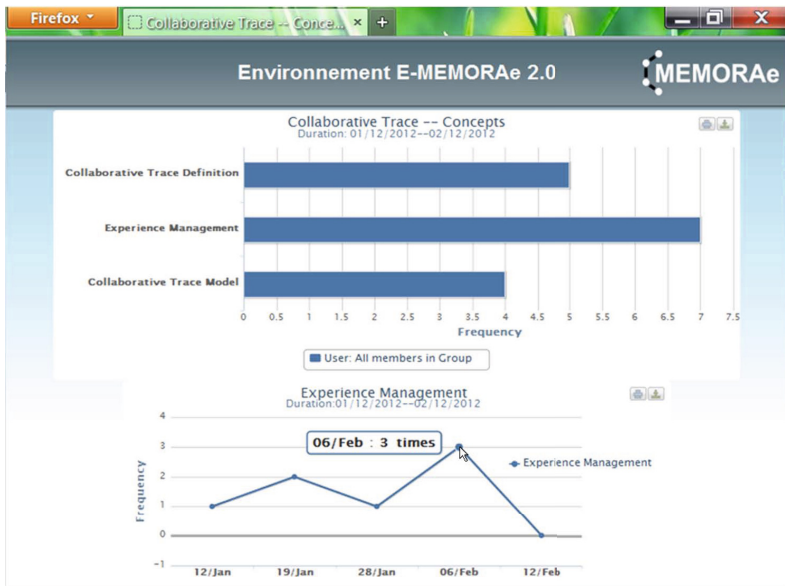 Firefox
Collaborative Trace -- Conce... × +
Environnement E-MEMORAe 2.0
MEMORAe
Collaborative Trace -- Concepts
Duration: 01/12/2012--02/12/2012
Collaborative Trace Definition
Experience Management
Collaborative Trace Model
0 0.5 1 1.5 2 2.5 3 3.5 4 4.5 5 5.5 6 6.5 7 7.5
Frequency
User: All members in Group
Experience Management
Duration:01/12/2012--02/12/2012
4
3
2
1
0
-1
Frequency
06/Feb : 3 times
Experience Management
12/Jan 19/Jan 28/Jan 06/Feb 12/Feb